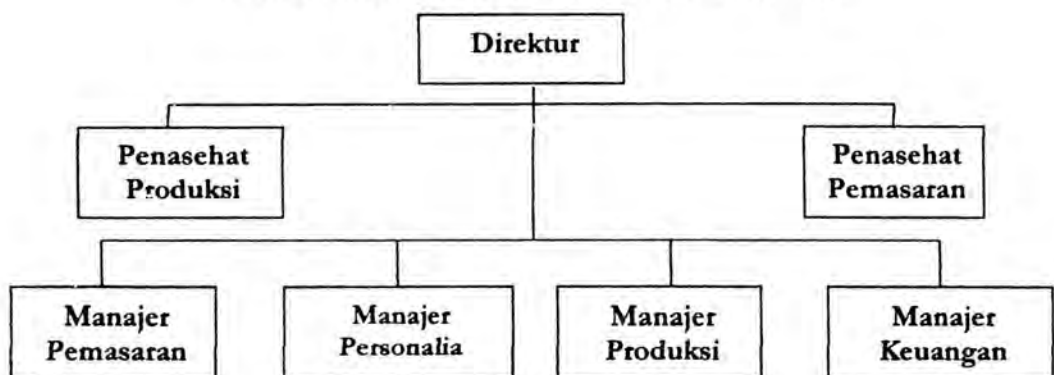 Direktur
Penasehat
Produksi
Penasehat
Pemasaran
Manajer
Pemasaran
Manajer
Personalia
Manajer
Produksi
Manajer
Keuangan